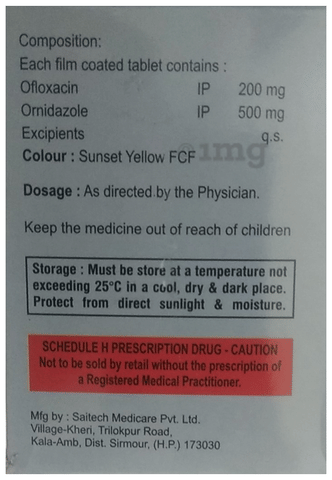 Composition:
Each film coated tablet contains :
Ofloxacin IP 200 mg
Ornidazole IP 500 mg
Excipients q.s.
Colour : Sunset Yellow FCF
1mg
Dosage : As directed by the Physician.
Keep the medicine out of reach of children
Storage : Must be store at a temperature not
exceeding 25°C in a cool, dry & dark place.
Protect from direct sunlight & moisture.
SCHEDULE H PRESCRIPTION DRUG - CAUTION
Not to be sold by retail without the prescription of
a Registered Medical Practitioner.
Mfg by : Saitech Medicare Pvt. Ltd.
Village-Kheri, Trilokpur Road,
Kala-Amb, Dist. Sirmour, (H.P.) 173030